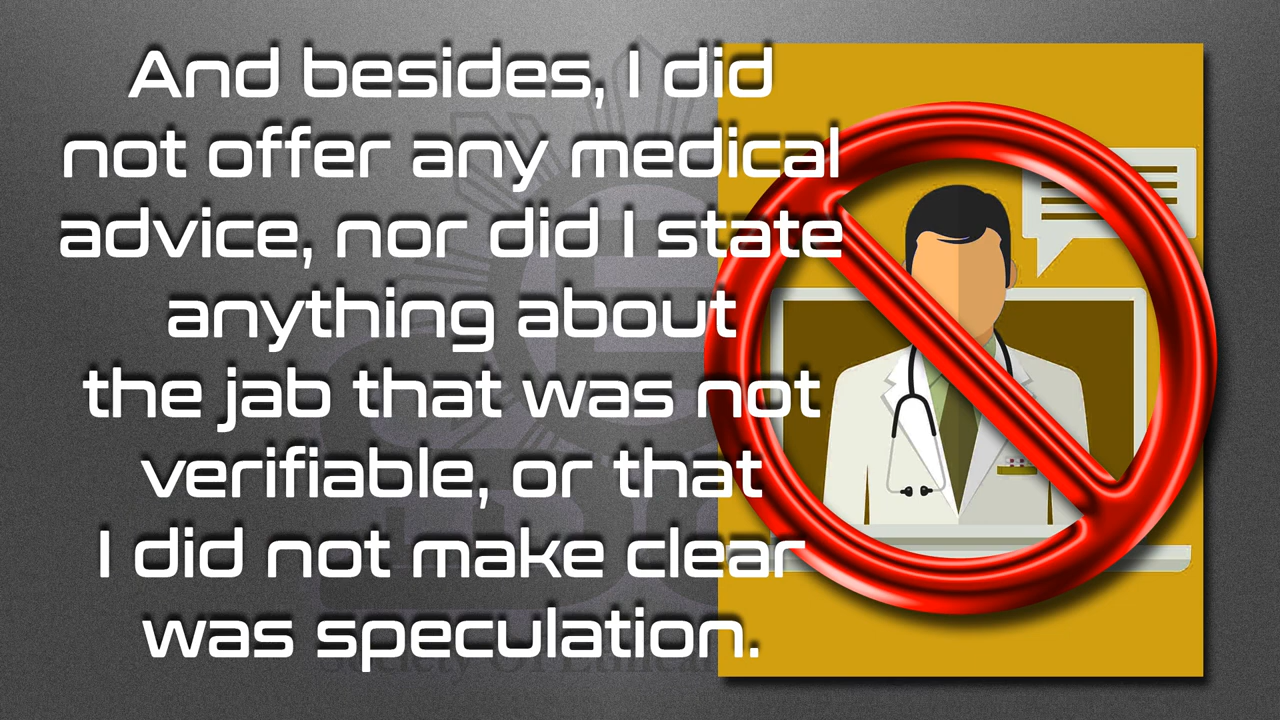 And besides, I did
not offer any medical
advice, nor did I state
anything about
the jab that was not
verifiable, or that
I did not make clear
was speculation.